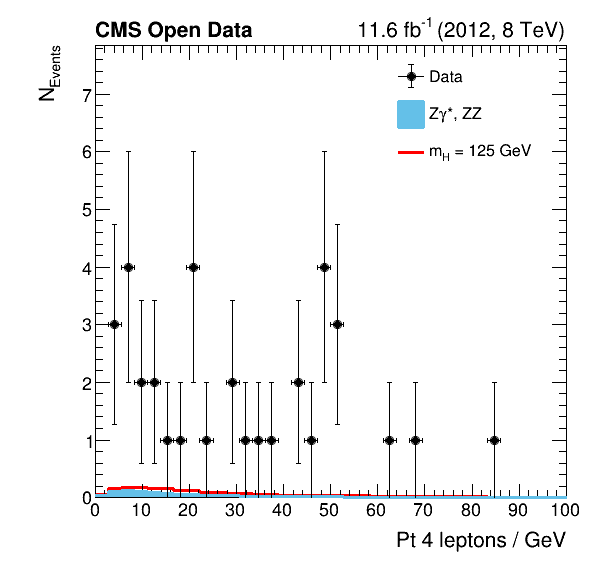 CMS Open Data
11.6 fb⁻¹ (2012, 8 TeV)
N_Events
Data
Zγ*, ZZ
m_H = 125 GeV
7
6
5
4
3
2
1
0
0 10 20 30 40 50 60 70 80 90 100
Pt 4 leptons / GeV